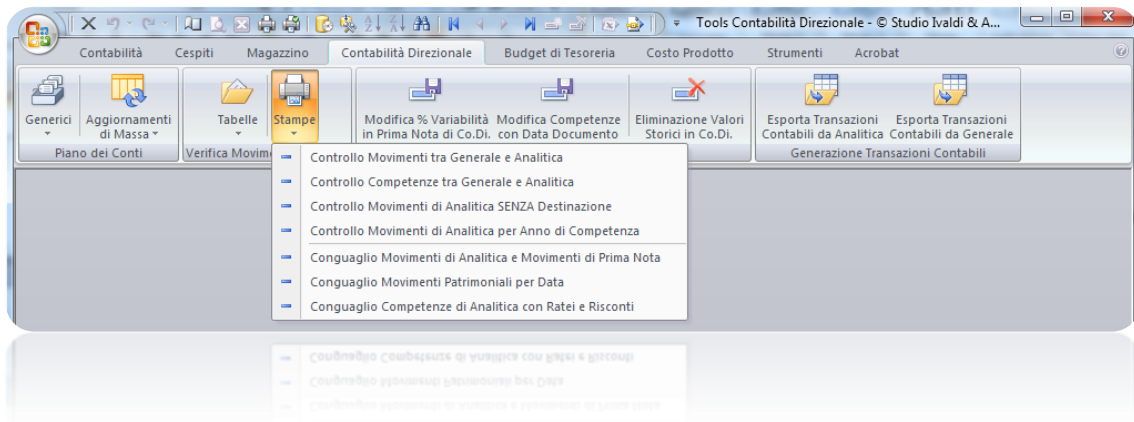 Tools Contabilità Direzionale - © Studio Ivaldi & A...
Contabilità Cespiti Magazzino Contabilità Direzionale Budget di Tesoreria Costo Prodotto Strumenti Acrobat
Generici Aggiornamenti di Massa Tabelle Stampe Modifica % Variabilità in Prima Nota di Co.Di. Modifica Competenze con Data Documento Eliminazione Valori Storici in Co.Di. Esporta Transazioni Contabili da Analitica Esporta Transazioni Contabili da Generale
Piano dei Conti Verifica Movim Generazione Transazioni Contabili
Controllo Movimenti tra Generale e Analitica
Controllo Competenze tra Generale e Analitica
Controllo Movimenti di Analitica SENZA Destinazione
Controllo Movimenti di Analitica per Anno di Competenza
Conguaglio Movimenti di Analitica e Movimenti di Prima Nota
Conguaglio Movimenti Patrimoniali per Data
Conguaglio Competenze di Analitica con Ratei e Risconti